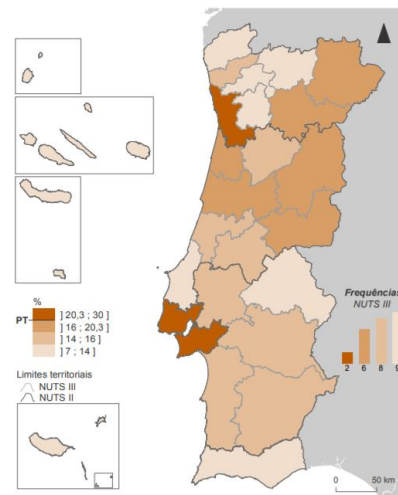 %
PT
] 20,3 ; 30 ]
] 16 ; 20,3 ]
] 14 ; 16 ]
] 7 ; 14 ]
Limites territoriais
NUTS III
NUTS II
Frequências
NUTS III
2 6 8 9
0 50 km